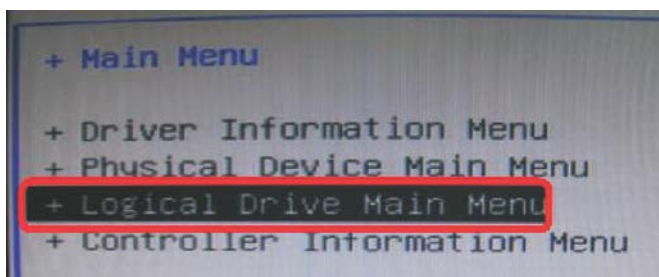 + Main Menu
+ Driver Information Menu
+ Physical Device Main Menu
+ Logical Drive Main Menu
+ Controller Information Menu